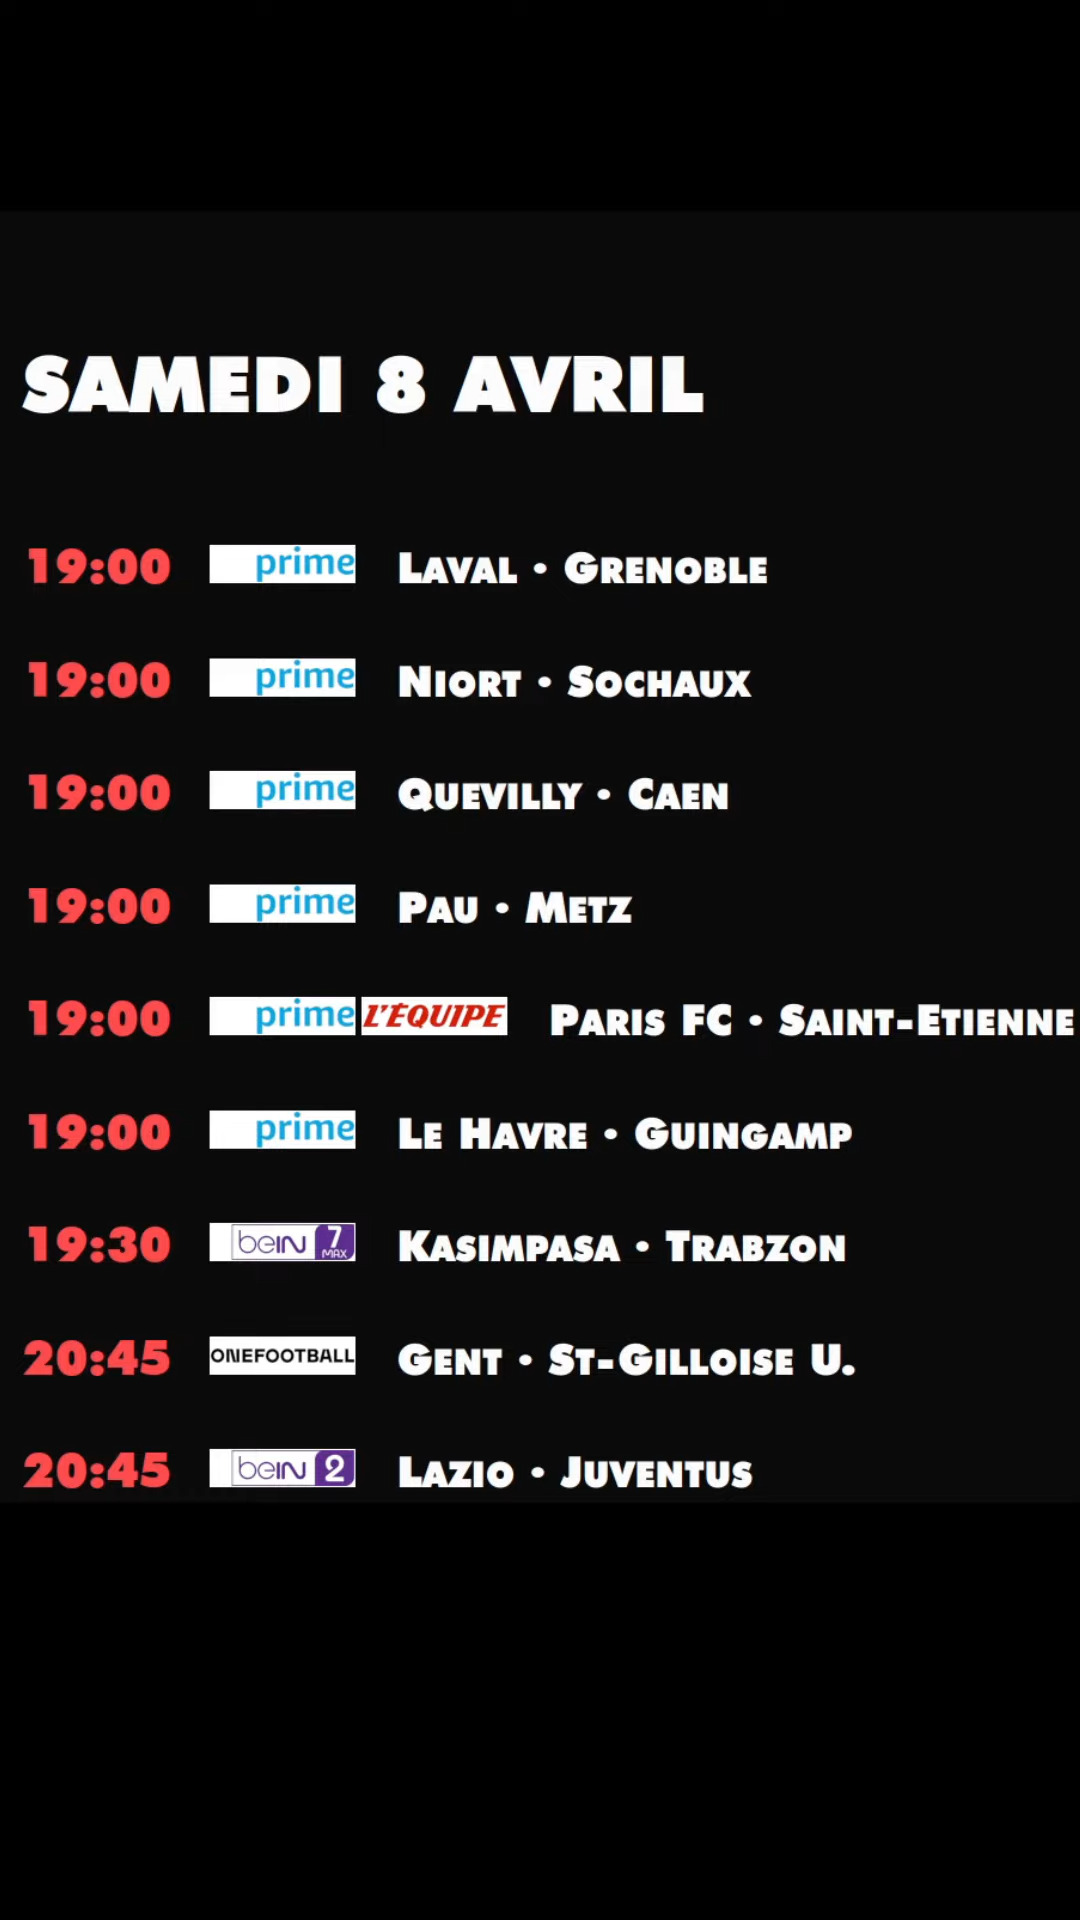 SAMEDI 8 AVRIL
19:00 prime LAVAL • GRENOBLE
19:00 prime NIORT • SOCHAUX
19:00 prime QUEVILLY • CAEN
19:00 prime PAU • METZ
19:00 prime L'ÉQUIPE PARIS FC • SAINT-ETIENNE
19:00 prime LE HAVRE • GUINGAMP
19:30 beIN 7 MAX KASIMPASA • TRABZON
20:45 ONEFOOTBALL GENT • ST-GILLOISE U.
20:45 beIN 2 LAZIO • JUVENTUS